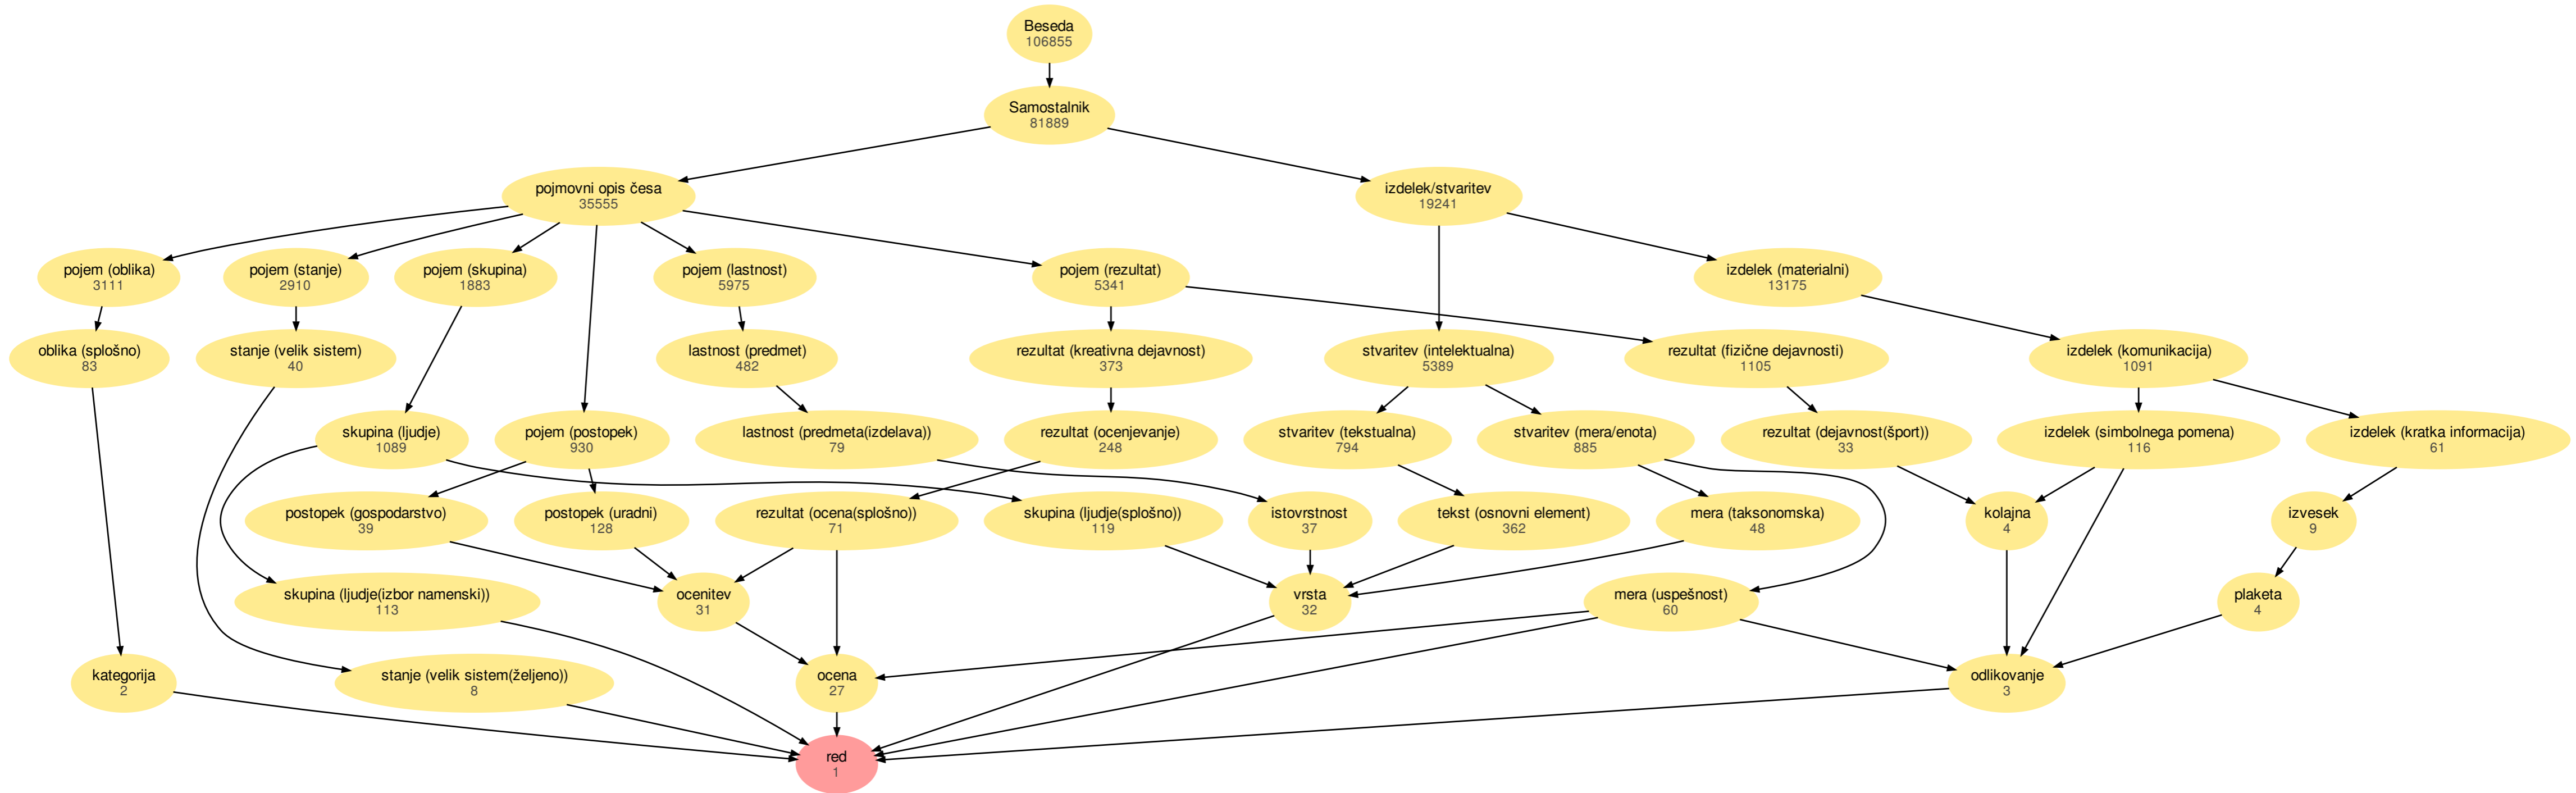 Beseda
106855
Samostalnik
81889
pojmovni opis česa
35555
izdelek/stvaritev
19241
pojem (oblika)
3111
pojem (stanje)
2910
pojem (skupina)
1883
pojem (lastnost)
5975
pojem (rezultat)
5341
izdelek (materialni)
13175
oblika (splošno)
83
stanje (velik sistem)
40
lastnost (predmet)
482
rezultat (kreativna dejavnost)
373
stvaritev (intelektualna)
5389
rezultat (fizične dejavnosti)
1105
izdelek (komunikacija)
1091
skupina (ljudje)
1089
pojem (postopek)
930
lastnost (predmeta(izdelava))
79
rezultat (ocenjevanje)
248
stvaritev (tekstualna)
794
stvaritev (mera/enota)
885
rezultat (dejavnost(šport))
33
izdelek (simbolnega pomena)
116
izdelek (kratka informacija)
61
postopek (gospodarstvo)
39
postopek (uradni)
128
rezultat (ocena(splošno))
71
skupina (ljudje(splošno))
119
istovrstnost
37
tekst (osnovni element)
362
mera (taksonomska)
48
kolajna
4
izvesek
9
skupina (ljudje(izbor namenski))
113
ocenitev
31
vrsta
32
mera (uspešnost)
60
plaketa
4
kategorija
2
stanje (velik sistem(željeno))
8
ocena
27
odlikovanje
3
red
1